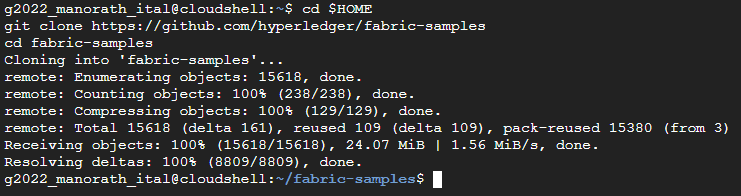 g2022_manorath_ital@cloudshell:~$ cd $HOME
git clone https://github.com/hyperledger/fabric-samples
cd fabric-samples
Cloning into 'fabric-samples'...
remote: Enumerating objects: 15618, done.
remote: Counting objects: 100% (238/238), done.
remote: Compressing objects: 100% (129/129), done.
remote: Total 15618 (delta 161), reused 109 (delta 109), pack-reused 15380 (from 3)
Receiving objects: 100% (15618/15618), 24.07 MiB | 1.56 MiB/s, done.
Resolving deltas: 100% (8809/8809), done.
g2022_manorath_ital@cloudshell:~/fabric-samples$